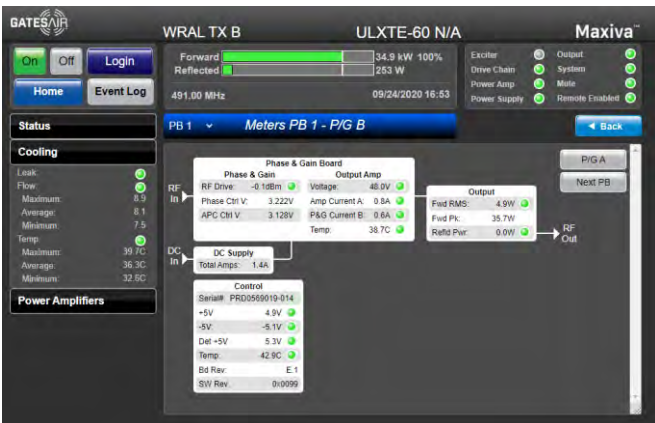 GATESAIR
WRAL TX B
ULXTE-60 N/A
Maxiva™
On
Off
Login
Home
Event Log
Forward
34.9 kW 100%
Reflected
253 W
491.00 MHz
09/24/2020 16:53
Exciter
Output
Drive Chain
System
Power Amp
Mute
Power Supply
Remote Enabled
Status
PB 1
Meters PB 1 - P/G B
Back
Cooling
Leak:
Flow:
Maximum: 8.9
Average: 8.1
Minimum: 7.5
Temp
Maximum: 39.7C
Average: 36.3C
Minimum: 32.6C
Power Amplifiers
P/G A
Next PB
Phase & Gain Board
Phase & Gain
Output Amp
RF In
RF Drive: -0.1dBm
Voltage: 48.0V
Phase Ctrl V: 3.222V
Amp Current A: 0.8A
APC Ctrl V: 3.128V
P&G Current B: 0.6A
Temp: 38.7C
Output
Fwd RMS: 4.9W
Fwd Pk: 35.7W
Refld Pwr: 0.0W
RF Out
DC In
DC Supply
Total Amps: 1.4A
Control
Serial# PRD0569019-014
+5V 4.9V
-5V: -5.1V
Det +5V 5.3V
Temp: 42.9C
Bd Rev: E.1
SW Rev. 0x0099